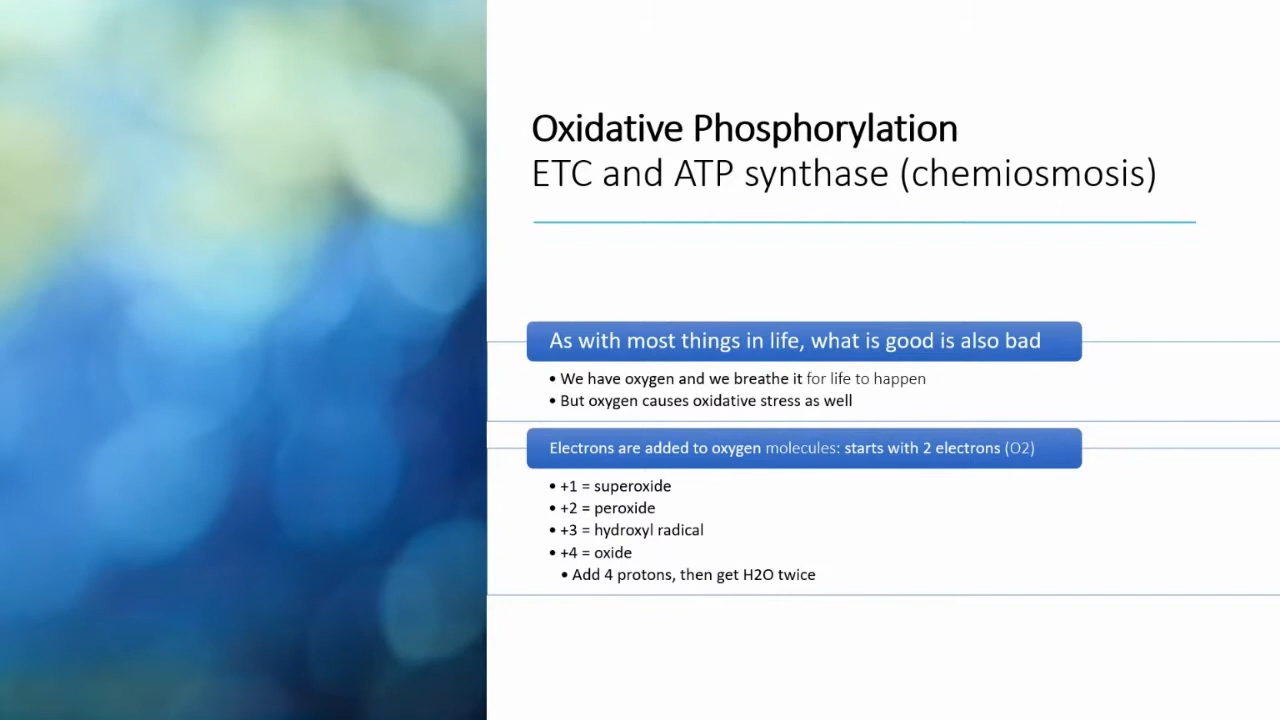 Oxidative Phosphorylation
ETC and ATP synthase (chemiosmosis)
As with most things in life, what is good is also bad
• We have oxygen and we breathe it for life to happen
• But oxygen causes oxidative stress as well
Electrons are added to oxygen molecules: starts with 2 electrons (O2)
• +1 = superoxide
• +2 = peroxide
• +3 = hydroxyl radical
• +4 = oxide
• Add 4 protons, then get H2O twice